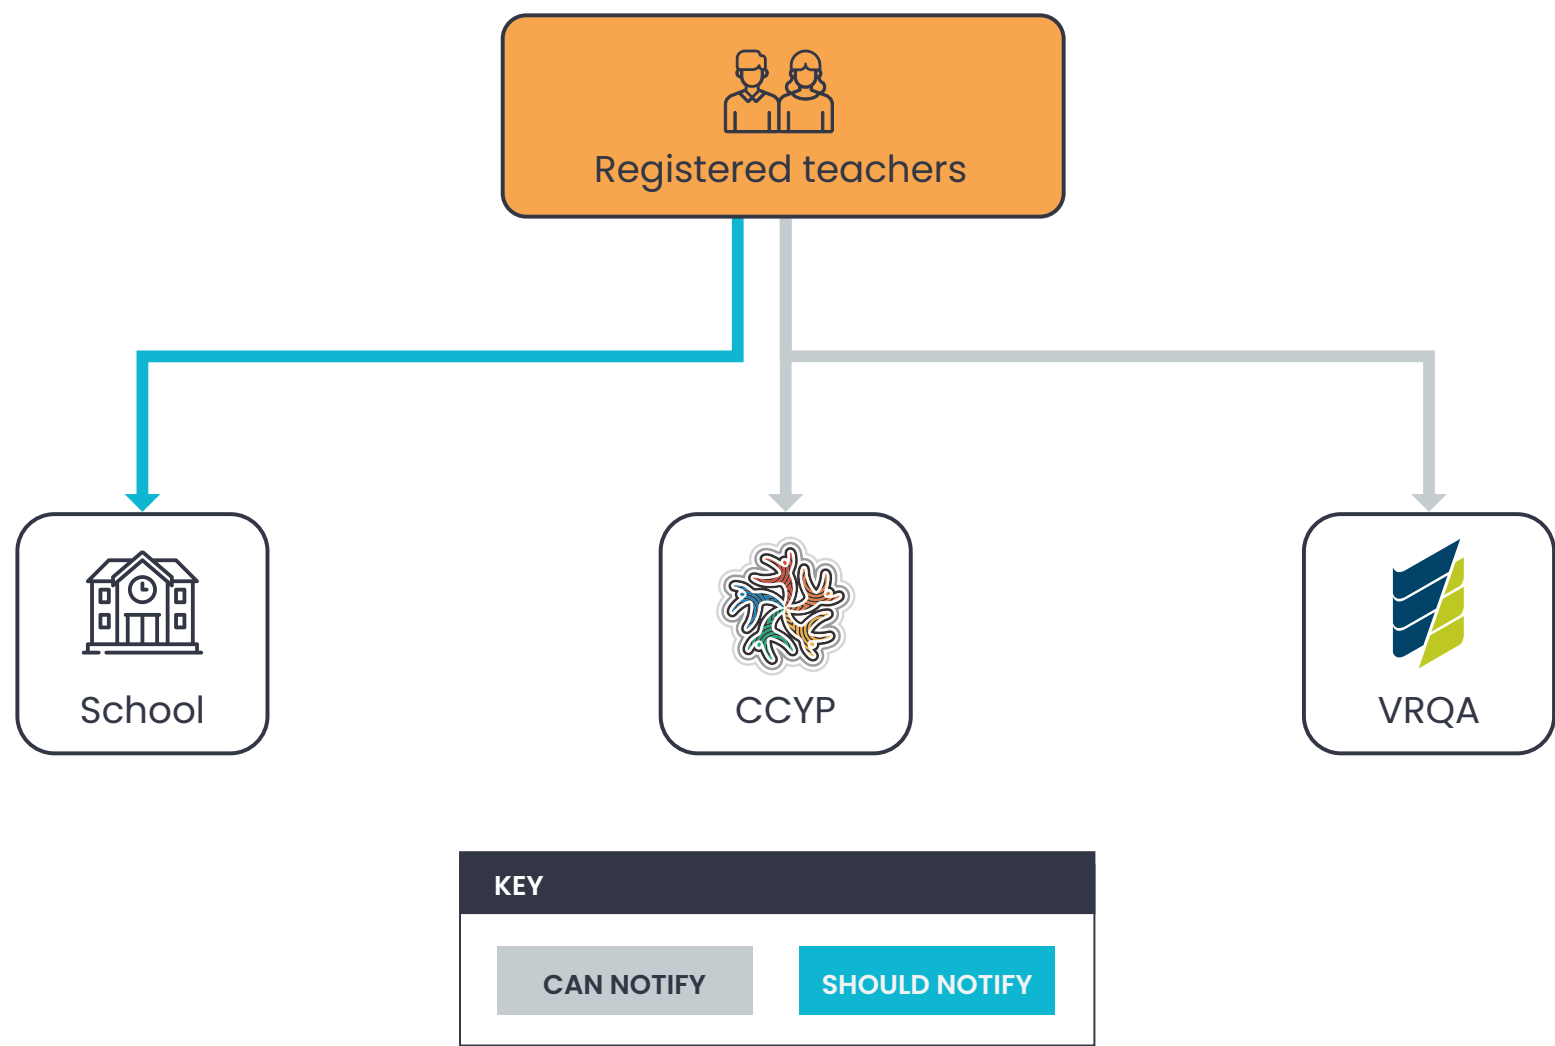 Registered teachers
School
CCYP
VRQA
KEY
CAN NOTIFY
SHOULD NOTIFY